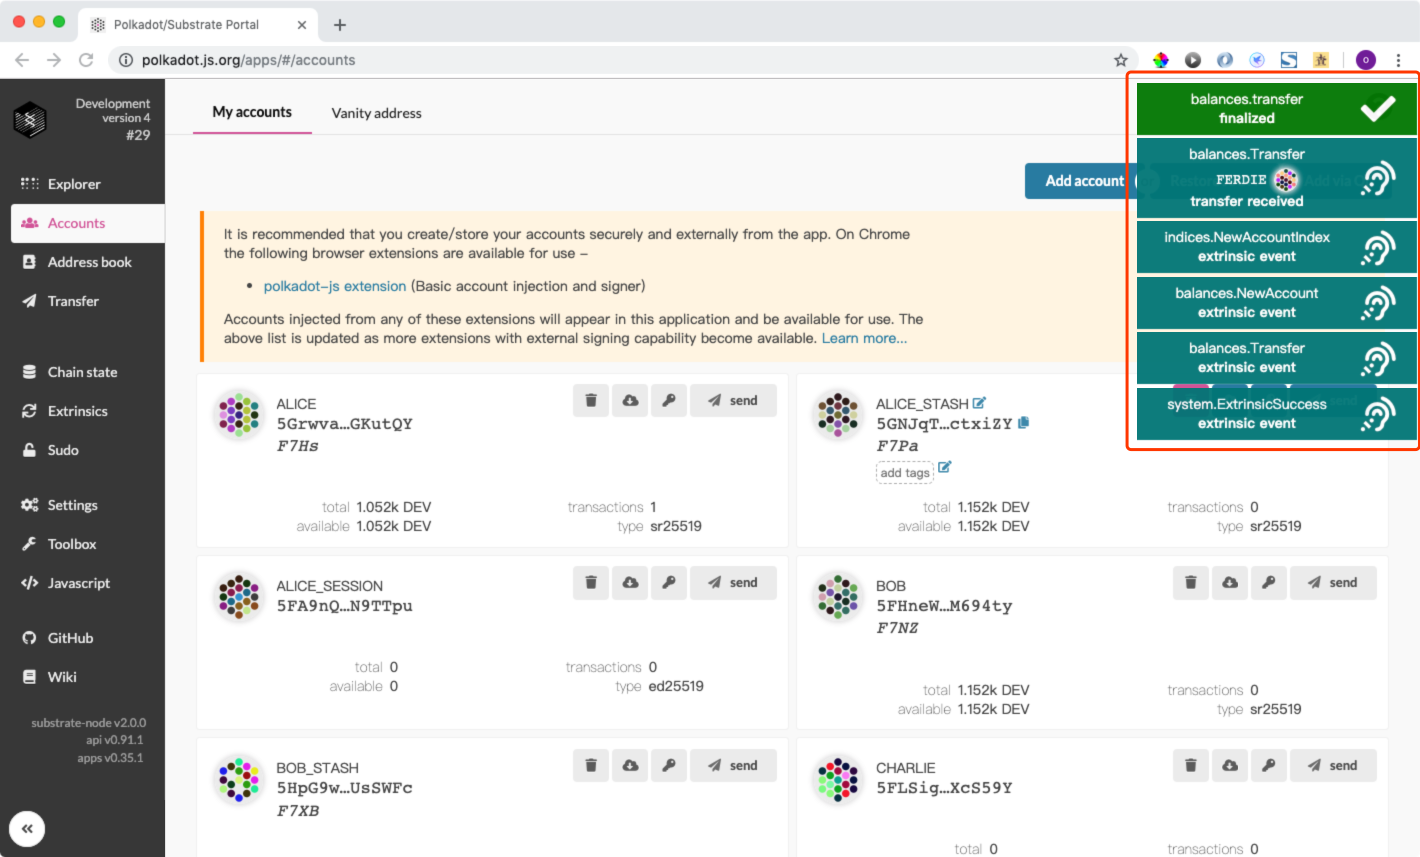 Polkadot/Substrate Portal
polkadot.js.org/apps/#/accounts
O
Development
version 4
#29
Explorer
Accounts
Address book
Transfer
Chain state
Extrinsics
Sudo
Settings
Toolbox
Javascript
GitHub
Wiki
substrate-node v2.0.0
api v0.91.1
apps v0.35.1
My accounts
Vanity address
Add account
It is recommended that you create/store your accounts securely and externally from the app. On Chrome
the following browser extensions are available for use –
• polkadot-js extension (Basic account injection and signer)
Accounts injected from any of these extensions will appear in this application and be available for use. The
above list is updated as more extensions with external signing capability become available. Learn more...
balances.transfer
finalized
balances.Transfer
FERDIE
transfer received
indices.NewAccountIndex
extrinsic event
balances.NewAccount
extrinsic event
balances.Transfer
extrinsic event
system.ExtrinsicSuccess
extrinsic event
ALICE
5Grwva…GKutQY
F7Hs
send
total 1.052k DEV
available 1.052k DEV
transactions 1
type sr25519
ALICE_STASH
5GNJqT…ctxiZY
F7Pa
add tags
send
total 1.152k DEV
available 1.152k DEV
transactions 0
type sr25519
ALICE_SESSION
5FA9nQ…N9TTpu
send
total 0
available 0
transactions 0
type ed25519
BOB
5FHneW…M694ty
F7NZ
send
total 1.152k DEV
available 1.152k DEV
transactions 0
type sr25519
BOB_STASH
5HpG9w…UsSWFc
F7XB
send
CHARLIE
5FLSig…XcS59Y
send
total 0
transactions 0